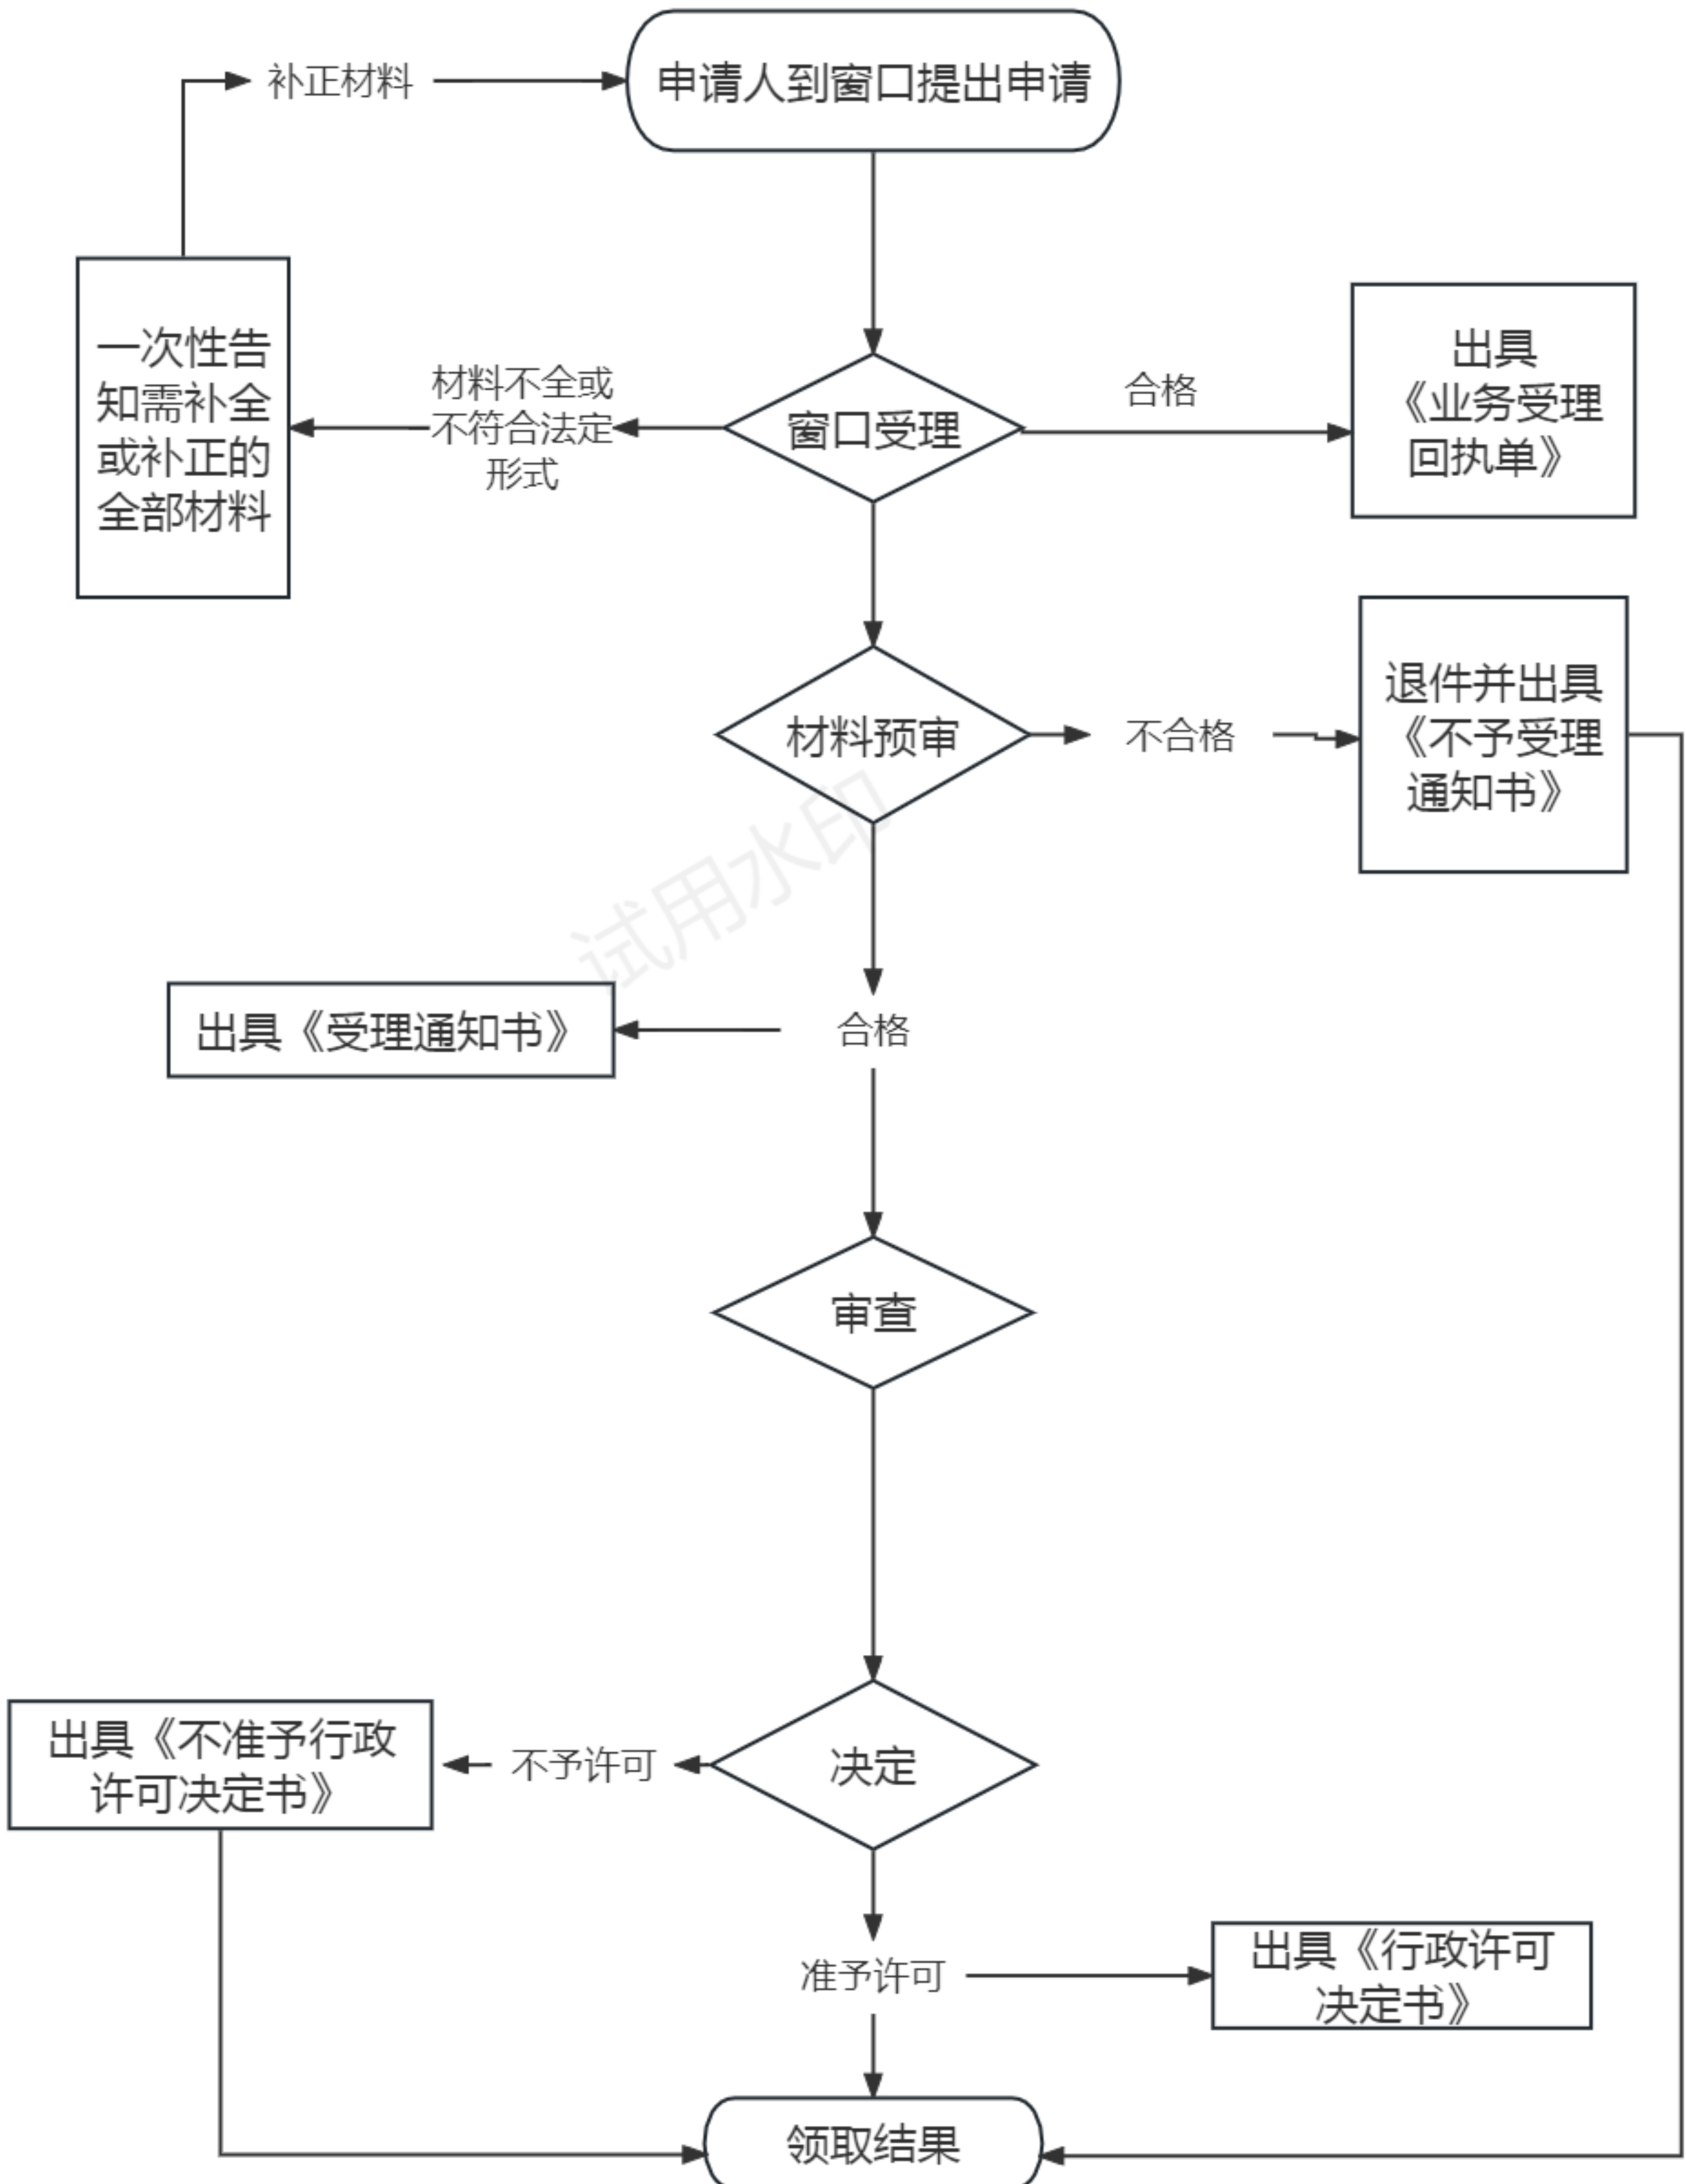 补正材料
申请人到窗口提出申请
一次性告
知需补全
或补正的
全部材料
材料不全或
不符合法定
形式
窗口受理
合格
出具
《业务受理
回执单》
材料预审
不合格
退件并出具
《不予受理
通知书》
试用水印
出具《受理通知书》
合格
审查
出具《不准予行政
许可决定书》
不予许可
决定
准予许可
出具《行政许可
决定书》
领取结果